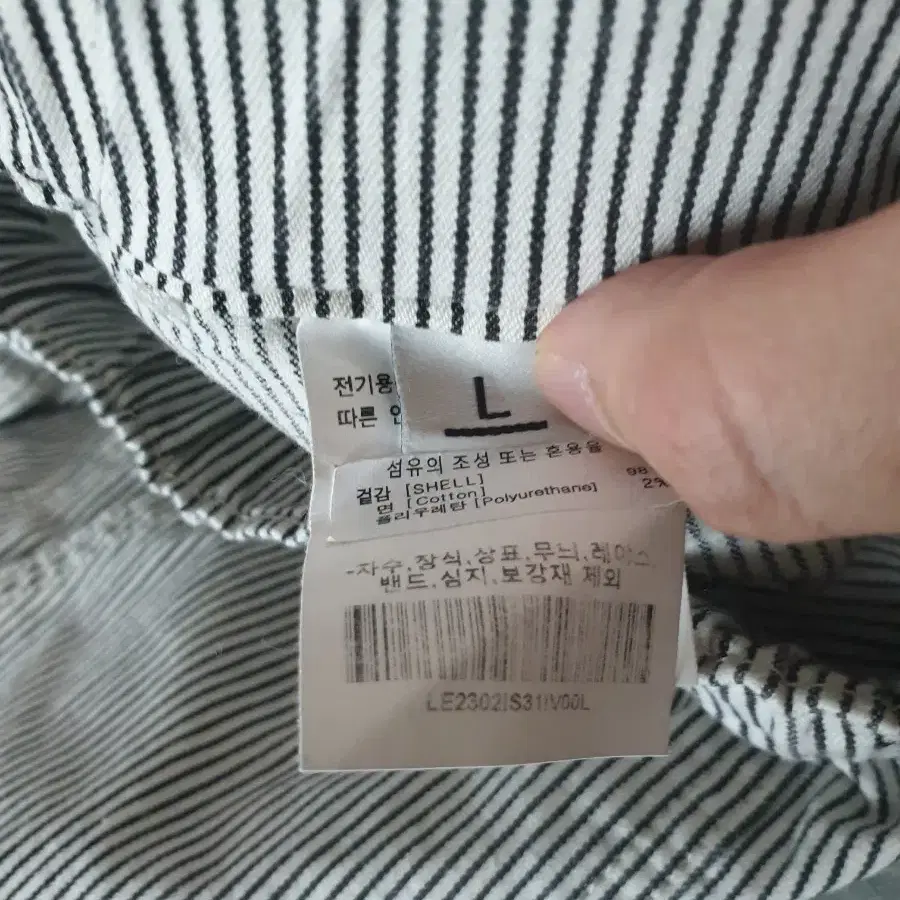 전기용
따른
L
섬유의 조성 또는 혼용율
겉감 [SHELL]
면 [Cotton] 98
폴리우레탄 [Polyurethane] 2%
-자수.장식.상표.무늬.레이스.
밴드.심지.보강재 제외